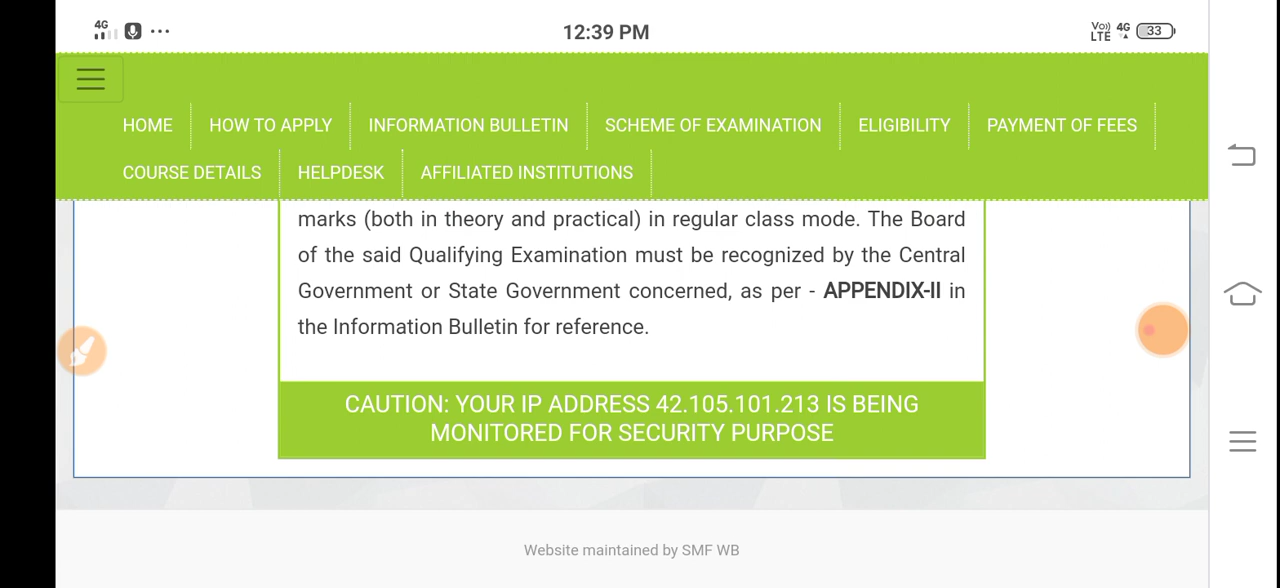 4G
12:39 PM
Vo)) LTE 4G 33
HOME
HOW TO APPLY
INFORMATION BULLETIN
SCHEME OF EXAMINATION
ELIGIBILITY
PAYMENT OF FEES
COURSE DETAILS
HELPDESK
AFFILIATED INSTITUTIONS
marks (both in theory and practical) in regular class mode. The Board
of the said Qualifying Examination must be recognized by the Central
Government or State Government concerned, as per - APPENDIX-II in
the Information Bulletin for reference.
CAUTION: YOUR IP ADDRESS 42.105.101.213 IS BEING
MONITORED FOR SECURITY PURPOSE
Website maintained by SMF WB